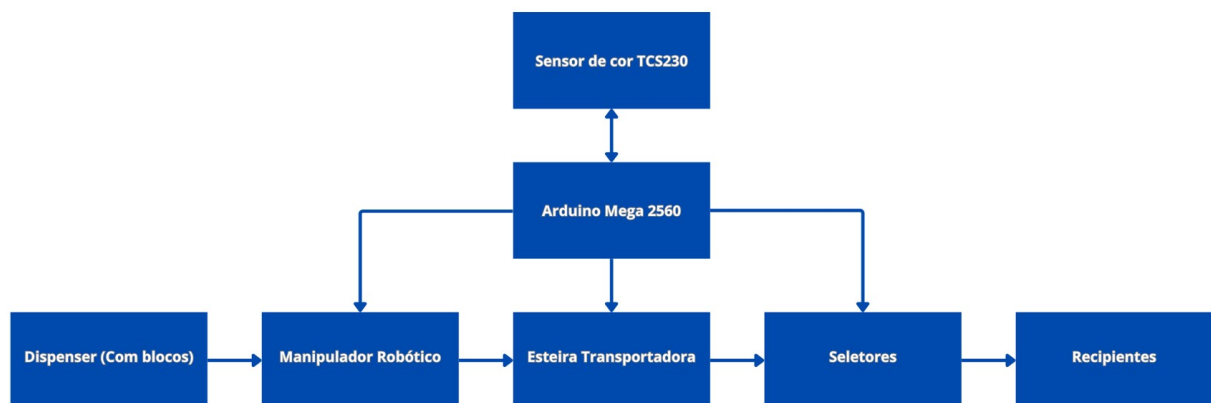 Sensor de cor TCS230
Arduino Mega 2560
Dispenser (Com blocos)
Manipulador Robótico
Esteira Transportadora
Seletores
Recipientes